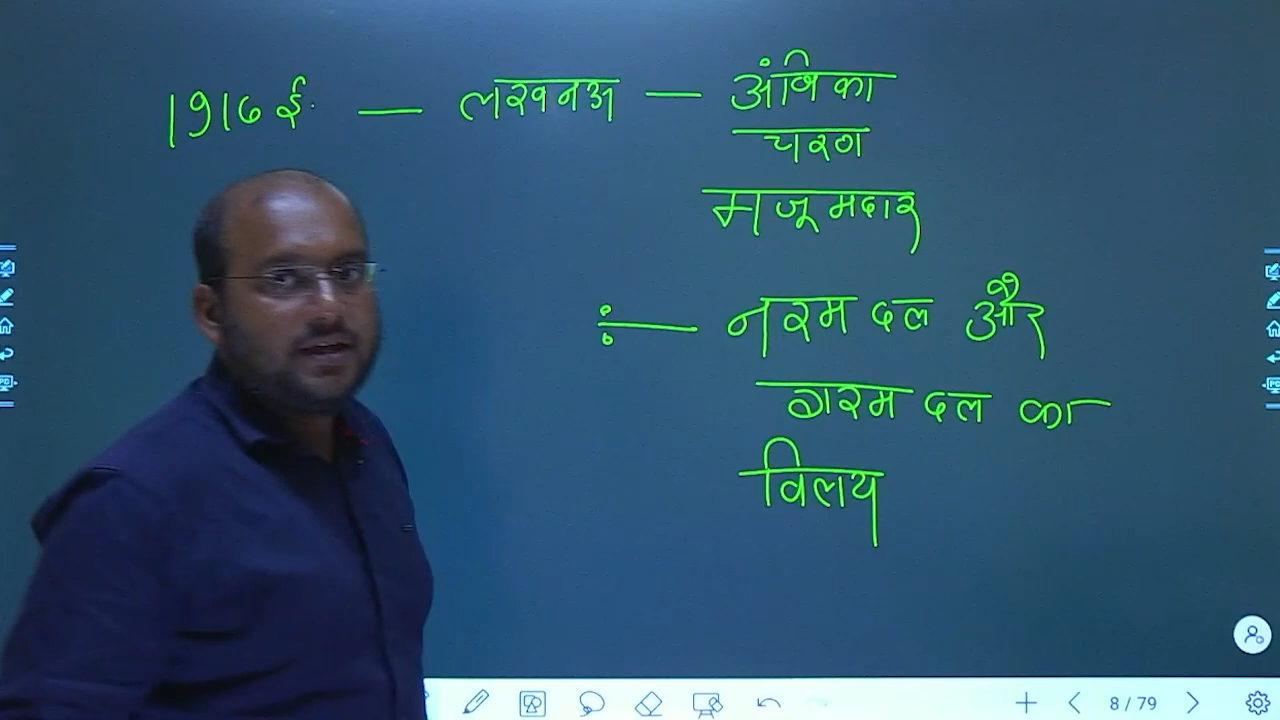 1916 ई. — लखनऊ — अंबिका
चरण
मजूमदार
:— नरम दल और
गरम दल का
विलय
8 / 79